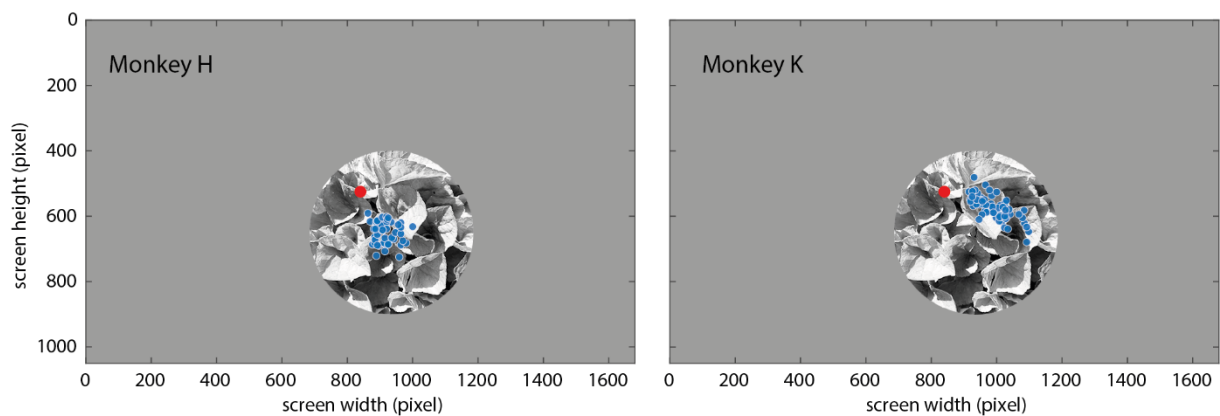 0
200
400
600
800
1000
screen height (pixel)
Monkey H
0 200 400 600 800 1000 1200 1400 1600
screen width (pixel)
Monkey K
0 200 400 600 800 1000 1200 1400 1600
screen width (pixel)